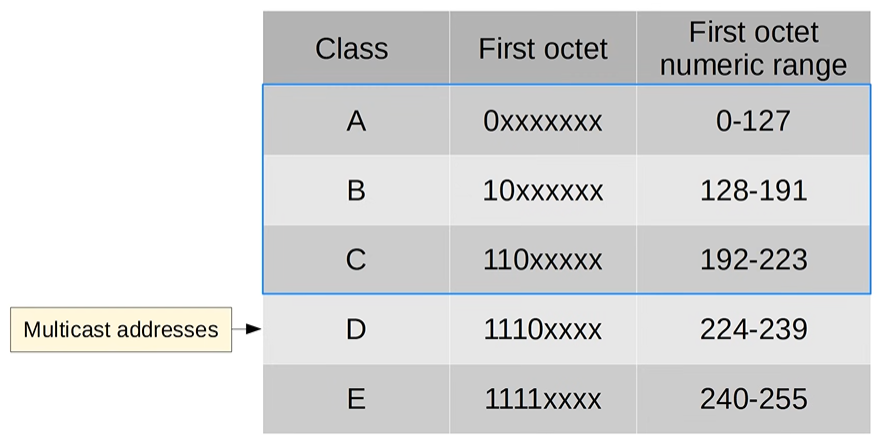 Class First octet First octet
numeric range
A 0xxxxxxx 0-127
B 10xxxxxx 128-191
C 110xxxxx 192-223
Multicast addresses D 1110xxxx 224-239
E 1111xxxx 240-255